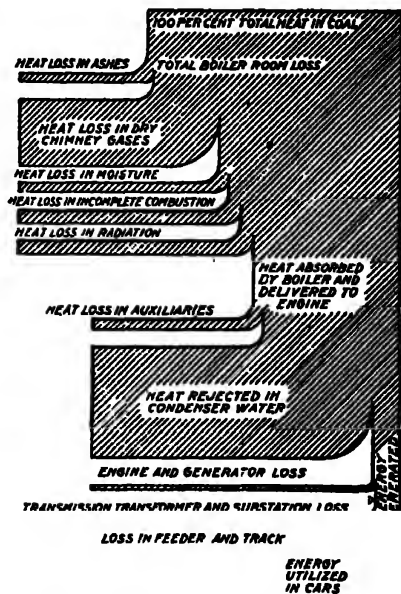 100 PER CENT TOTAL HEAT IN COAL
HEAT LOSS IN ASHES
TOTAL BOILER ROOM LOSS
HEAT LOSS IN DRY
CHIMNEY GASES
HEAT LOSS IN MOISTURE
HEAT LOSS IN INCOMPLETE COMBUSTION
HEAT LOSS IN RADIATION
HEAT ABSORBED
BY BOILER AND
DELIVERED TO
ENGINE
HEAT LOSS IN AUXILIARIES
HEAT REJECTED IN
CONDENSER WATER
ENERGY
GENERATED
ENGINE AND GENERATOR LOSS
TRANSMISSION TRANSFORMER AND SUBSTATION LOSS
LOSS IN FEEDER AND TRACK
ENERGY
UTILIZED
IN CARS